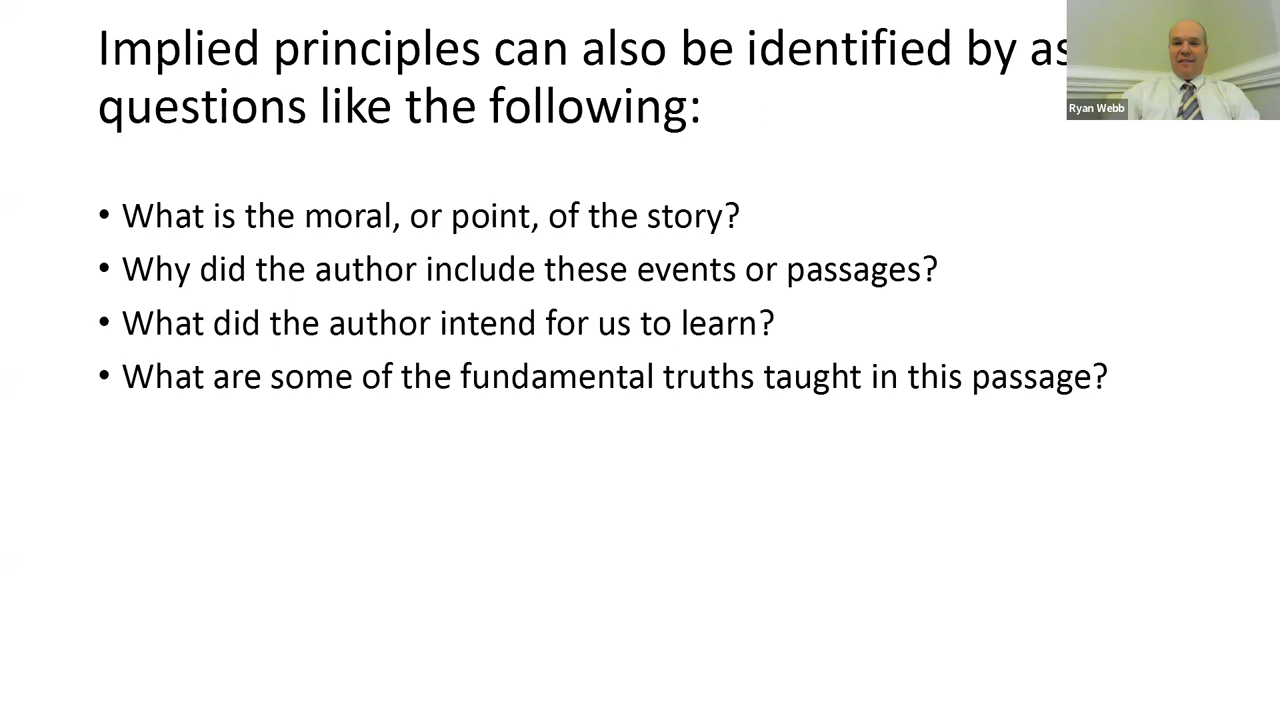 Implied principles can also be identified by as
questions like the following:
Ryan Webb
• What is the moral, or point, of the story?
• Why did the author include these events or passages?
• What did the author intend for us to learn?
• What are some of the fundamental truths taught in this passage?